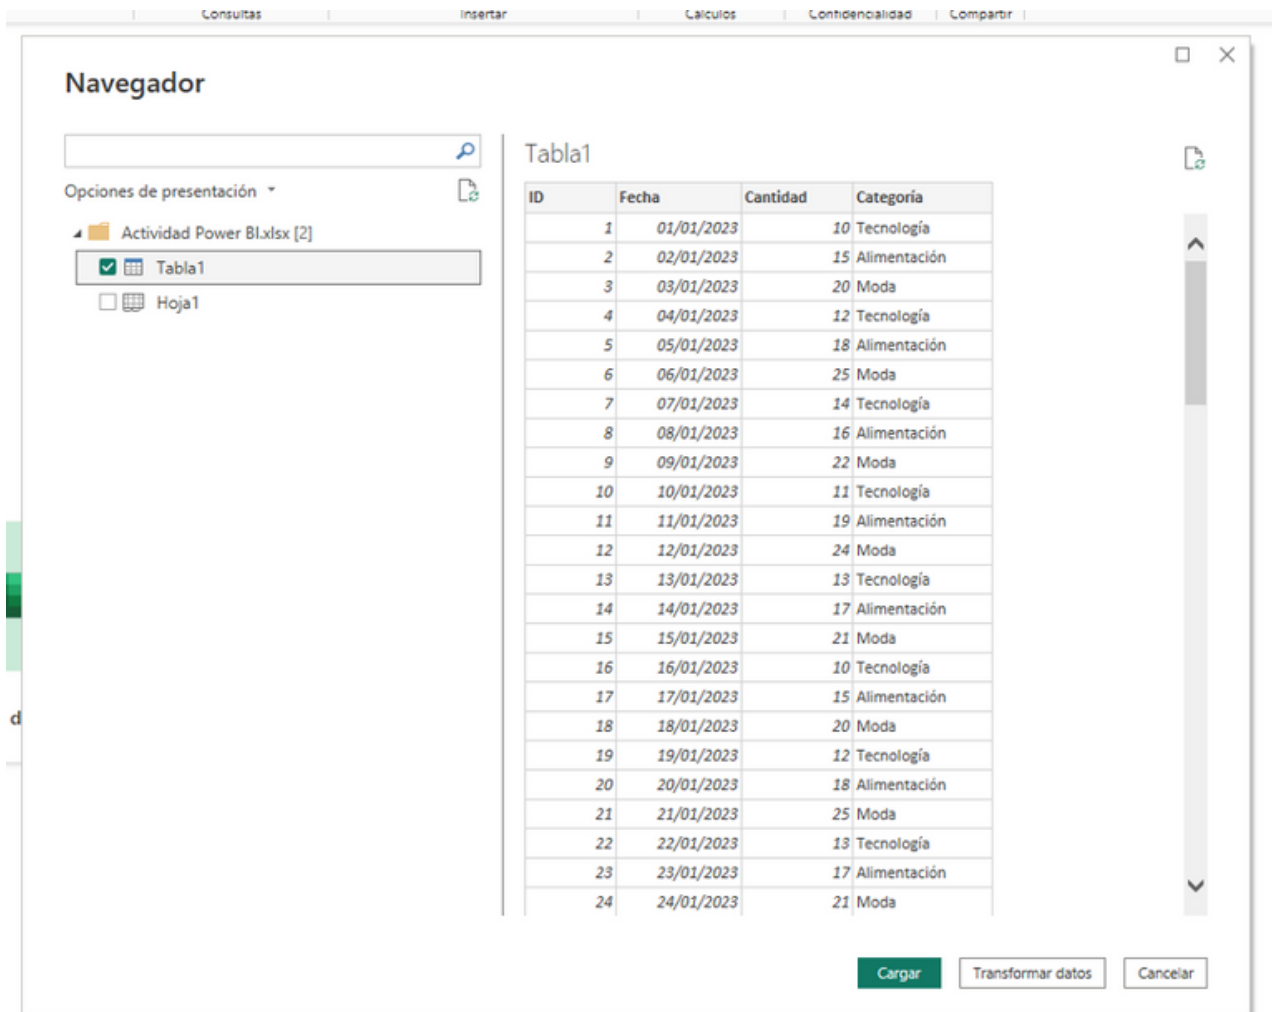 Consultas Insertar Cálculos Confidencialidad Compartir
Navegador
Opciones de presentación
Actividad Power BI.xlsx [2]
Tabla1
Hoja1
Tabla1
ID Fecha Cantidad Categoría
1 01/01/2023 10 Tecnología
2 02/01/2023 15 Alimentación
3 03/01/2023 20 Moda
4 04/01/2023 12 Tecnología
5 05/01/2023 18 Alimentación
6 06/01/2023 25 Moda
7 07/01/2023 14 Tecnología
8 08/01/2023 16 Alimentación
9 09/01/2023 22 Moda
10 10/01/2023 11 Tecnología
11 11/01/2023 19 Alimentación
12 12/01/2023 24 Moda
13 13/01/2023 13 Tecnología
14 14/01/2023 17 Alimentación
15 15/01/2023 21 Moda
16 16/01/2023 10 Tecnología
17 17/01/2023 15 Alimentación
18 18/01/2023 20 Moda
19 19/01/2023 12 Tecnología
20 20/01/2023 18 Alimentación
21 21/01/2023 25 Moda
22 22/01/2023 13 Tecnología
23 23/01/2023 17 Alimentación
24 24/01/2023 21 Moda
d
Cargar Transformar datos Cancelar